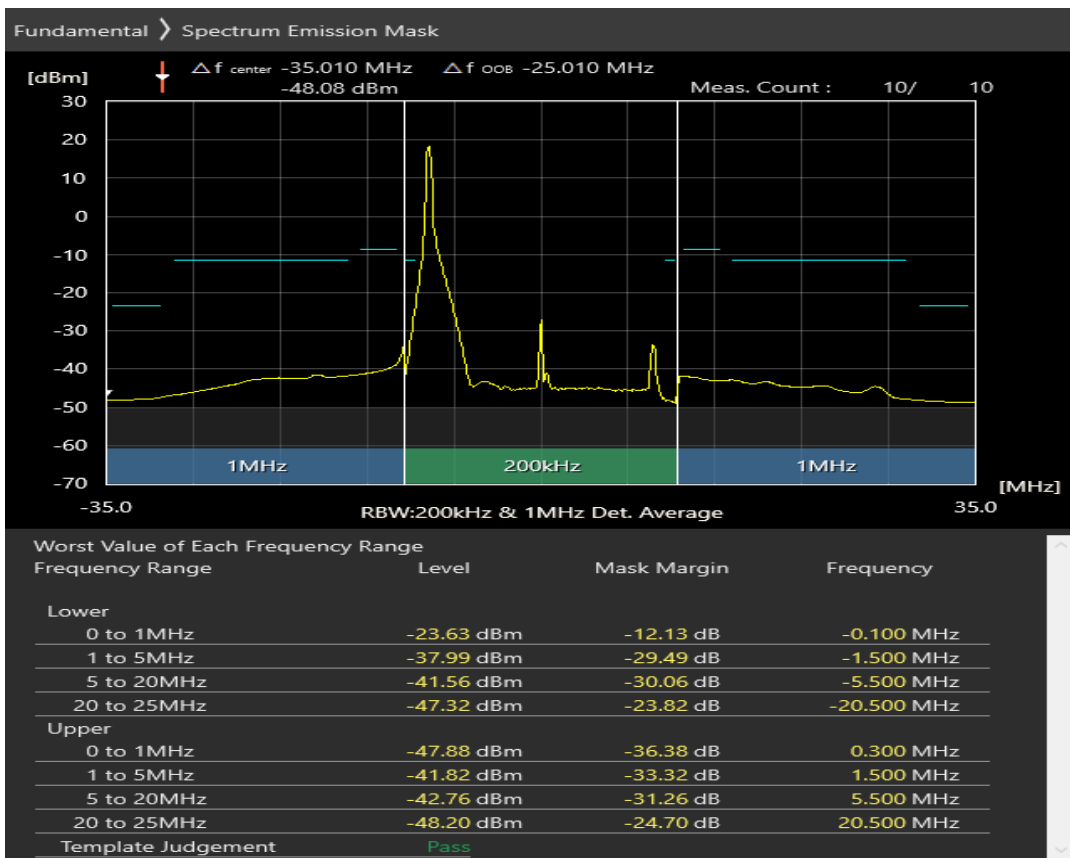 Fundamental 〉 Spectrum Emission Mask
[dBm] △f center -35.010 MHz △f OOB -25.010 MHz
-48.08 dBm Meas. Count : 10/ 10
30
20
10
0
-10
-20
-30
-40
-50
-60
-70
1MHz 200kHz 1MHz
[MHz]
-35.0 RBW:200kHz & 1MHz Det. Average 35.0
Worst Value of Each Frequency Range
Frequency Range Level Mask Margin Frequency
Lower
0 to 1MHz -23.63 dBm -12.13 dB -0.100 MHz
1 to 5MHz -37.99 dBm -29.49 dB -1.500 MHz
5 to 20MHz -41.56 dBm -30.06 dB -5.500 MHz
20 to 25MHz -47.32 dBm -23.82 dB -20.500 MHz
Upper
0 to 1MHz -47.88 dBm -36.38 dB 0.300 MHz
1 to 5MHz -41.82 dBm -33.32 dB 1.500 MHz
5 to 20MHz -42.76 dBm -31.26 dB 5.500 MHz
20 to 25MHz -48.20 dBm -24.70 dB 20.500 MHz
Template Judgement Pass